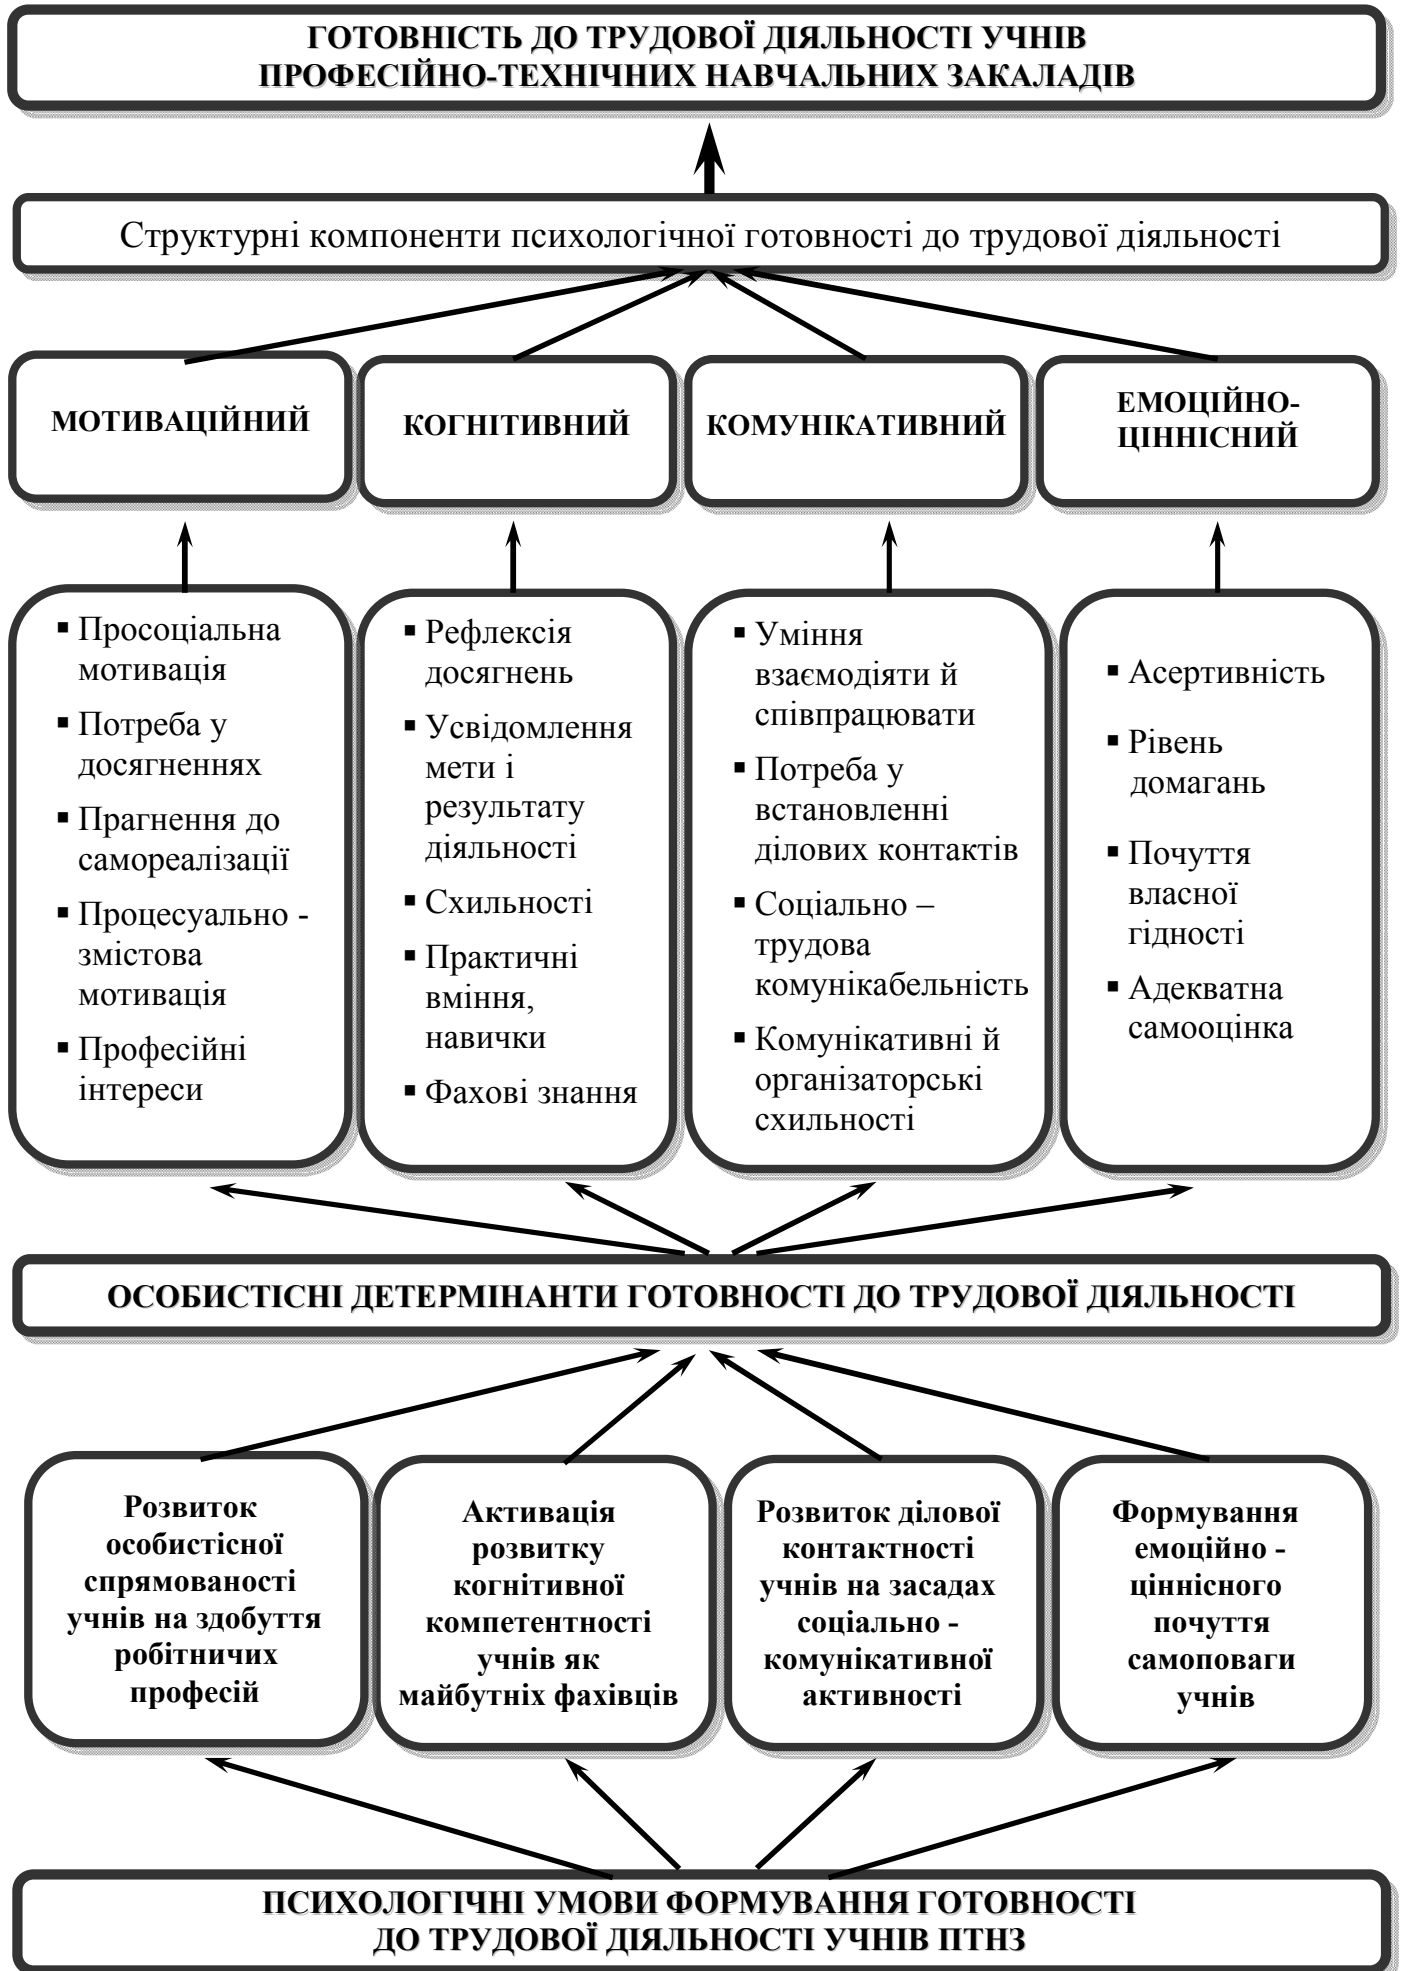 ГОТОВНІСТЬ ДО ТРУДОВОЇ ДІЯЛЬНОСТІ УЧНІВ
ПРОФЕСІЙНО-ТЕХНІЧНИХ НАВЧАЛЬНИХ ЗАКАЛАДІВ
Структурні компоненти психологічної готовності до трудової діяльності
МОТИВАЦІЙНИЙ
КОГНІТИВНИЙ
КОМУНІКАТИВНИЙ
ЕМОЦІЙНО-
ЦІННІСНИЙ
▪ Просоціальна
мотивація
▪ Потреба у
досягненнях
▪ Прагнення до
самореалізації
▪ Процесуально -
змістова
мотивація
▪ Професійні
інтереси
▪ Рефлексія
досягнень
▪ Усвідомлення
мети і
результату
діяльності
▪ Схильності
▪ Практичні
вміння,
навички
▪ Фахові знання
▪ Уміння
взаємодіяти й
співпрацювати
▪ Потреба у
встановленні
ділових контактів
▪ Соціально –
трудова
комунікабельність
▪ Комунікативні й
організаторські
схильності
▪ Асертивність
▪ Рівень
домагань
▪ Почуття
власної
гідності
▪ Адекватна
самооцінка
ОСОБИСТІСНІ ДЕТЕРМІНАНТИ ГОТОВНОСТІ ДО ТРУДОВОЇ ДІЯЛЬНОСТІ
Розвиток
особистісної
спрямованості
учнів на здобуття
робітничих
професій
Активація
розвитку
когнітивної
компетентності
учнів як
майбутніх фахівців
Розвиток ділової
контактності
учнів на засадах
соціально -
комунікативної
активності
Формування
емоційно -
ціннісного
почуття
самоповаги
учнів
ПСИХОЛОГІЧНІ УМОВИ ФОРМУВАННЯ ГОТОВНОСТІ
ДО ТРУДОВОЇ ДІЯЛЬНОСТІ УЧНІВ ПТНЗ